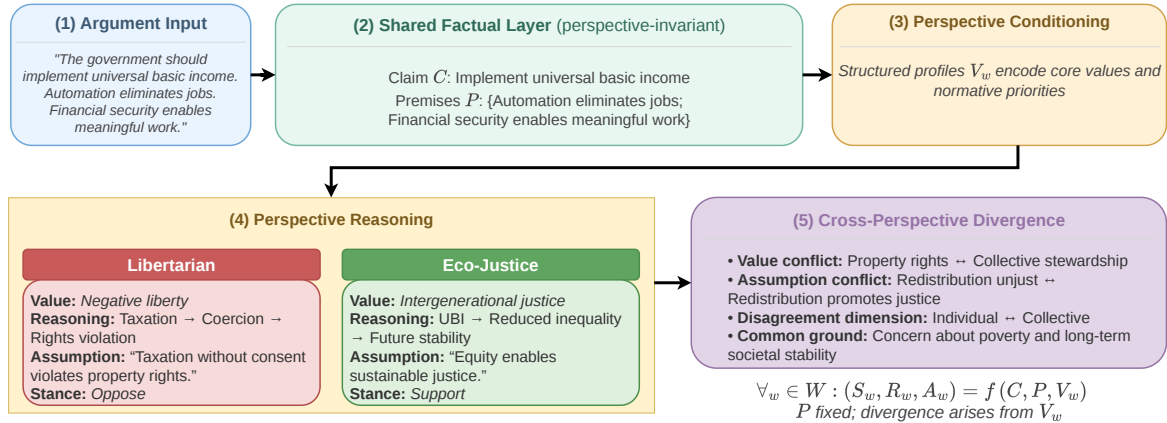 (1) Argument Input
"The government should
implement universal basic income.
Automation eliminates jobs.
Financial security enables
meaningful work."
(2) Shared Factual Layer (perspective-invariant)
Claim C: Implement universal basic income
Premises P: {Automation eliminates jobs;
Financial security enables meaningful work}
(3) Perspective Conditioning
Structured profiles V_w encode core values and
normative priorities
(4) Perspective Reasoning
Libertarian
Value: Negative liberty
Reasoning: Taxation → Coercion →
Rights violation
Assumption: “Taxation without consent
violates property rights.”
Stance: Oppose
Eco-Justice
Value: Intergenerational justice
Reasoning: UBI → Reduced inequality
→ Future stability
Assumption: “Equity enables
sustainable justice.”
Stance: Support
(5) Cross-Perspective Divergence
• Value conflict: Property rights ↔ Collective stewardship
• Assumption conflict: Redistribution unjust ↔
Redistribution promotes justice
• Disagreement dimension: Individual ↔ Collective
• Common ground: Concern about poverty and long-term
societal stability
∀_w ∈ W : (S_w, R_w, A_w) = f (C, P, V_w)
P fixed; divergence arises from V_w